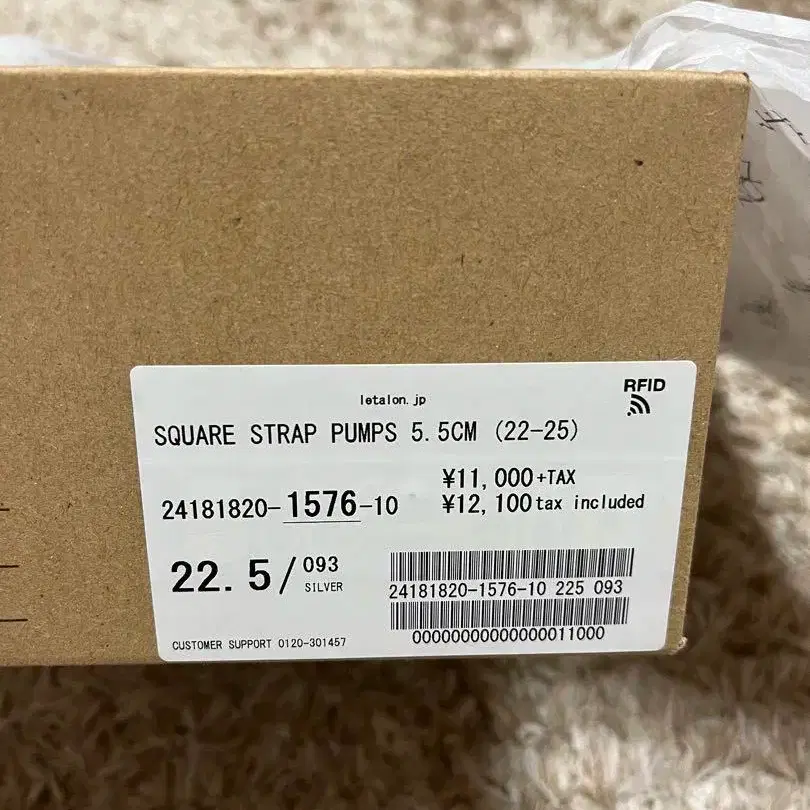 letalon.jp
RFID
SQUARE STRAP PUMPS 5.5CM (22-25)
¥11,000+TAX
24181820-1576-10
¥12,100 tax included
22.5/093
SILVER
24181820-1576-10 225 093
00000000000000011000
CUSTOMER SUPPORT 0120-301457